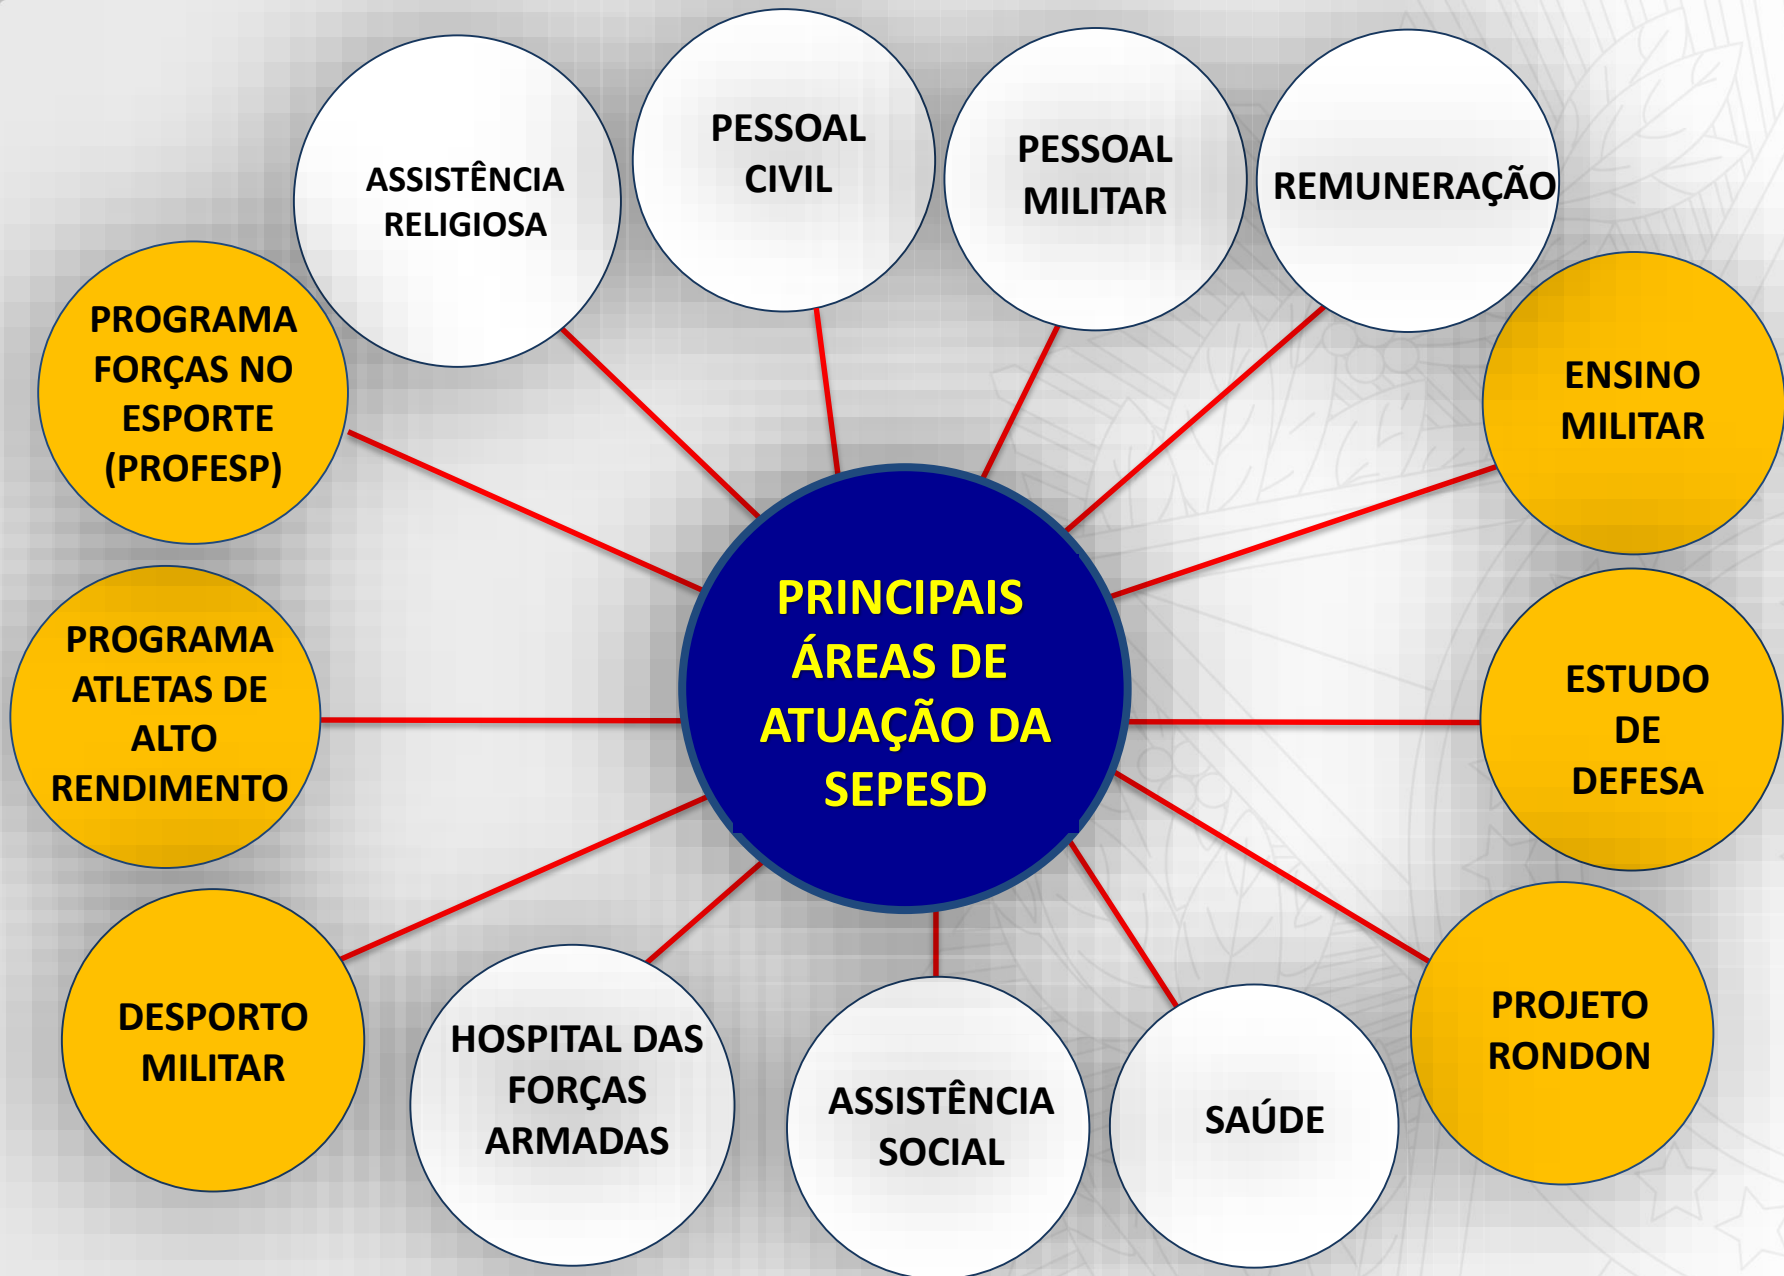 ASSISTÊNCIA
RELIGIOSA
PESSOAL
CIVIL
PESSOAL
MILITAR
REMUNERAÇÃO
PROGRAMA
FORÇAS NO
ESPORTE
(PROFESP)
ENSINO
MILITAR
PRINCIPAIS
ÁREAS DE
ATUAÇÃO DA
SEPESD
PROGRAMA
ATLETAS DE
ALTO
RENDIMENTO
ESTUDO
DE
DEFESA
DESPORTO
MILITAR
HOSPITAL DAS
FORÇAS
ARMADAS
ASSISTÊNCIA
SOCIAL
SAÚDE
PROJETO
RONDON